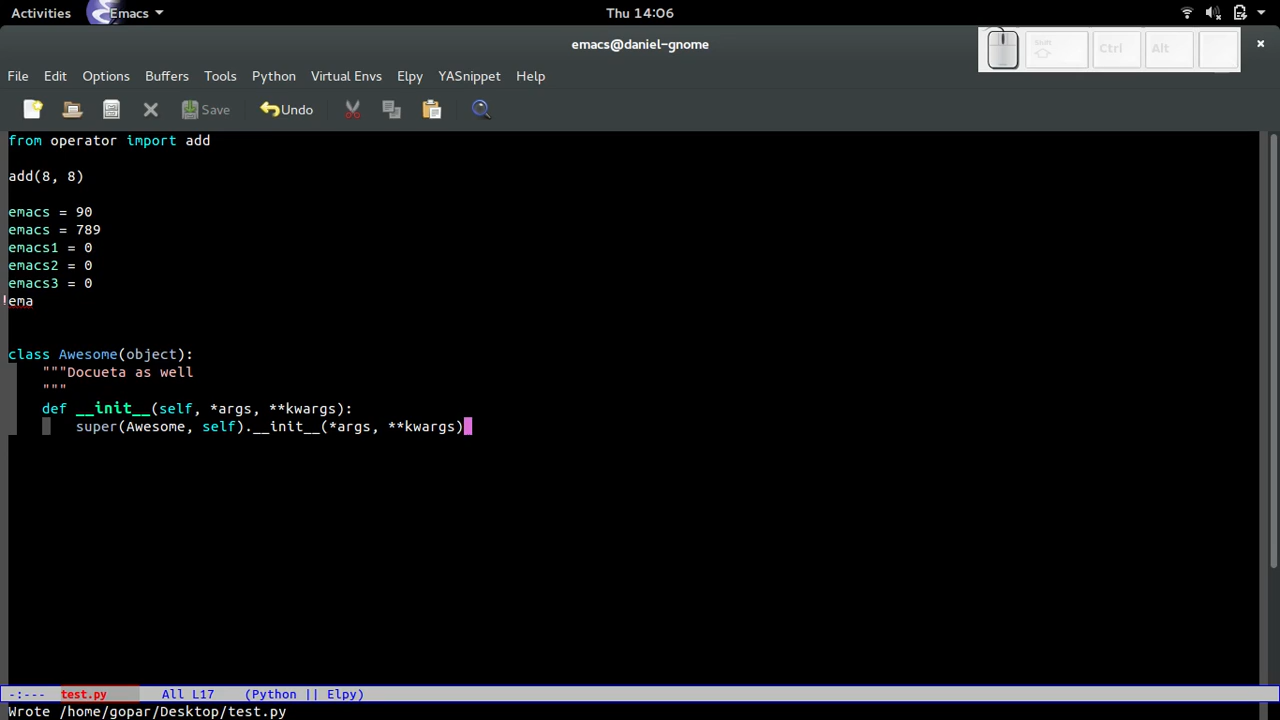 Activities Emacs Thu 14:06
emacs@daniel-gnome
Shift Ctrl Alt
File Edit Options Buffers Tools Python Virtual Envs Elpy YASnippet Help
Save Undo
from operator import add
add(8, 8)
emacs = 90
emacs = 789
emacs1 = 0
emacs2 = 0
emacs3 = 0
!ema
class Awesome(object):
"""Docueta as well
"""
def __init__(self, *args, **kwargs):
super(Awesome, self).__init__(*args, **kwargs)
-:--- test.py All L17 (Python || Elpy)
Wrote /home/gopar/Desktop/test.py